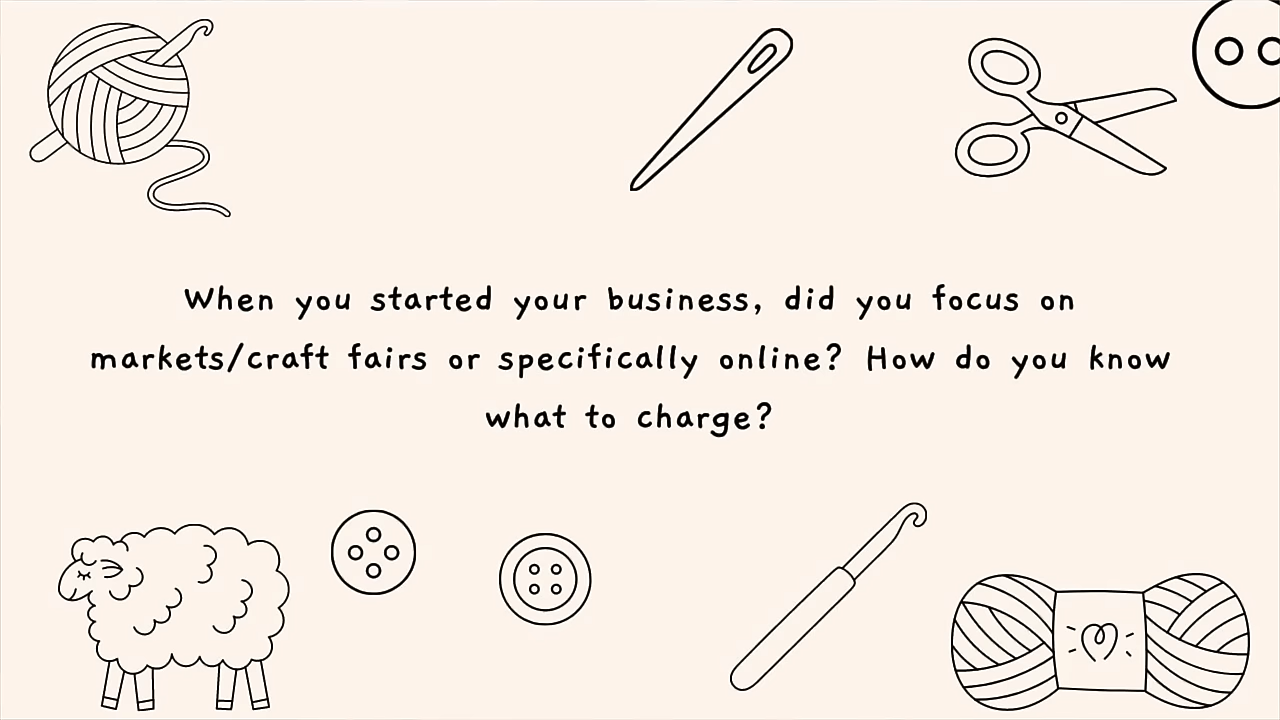 When you started your business, did you focus on
markets/craft fairs or specifically online? How do you know
what to charge?